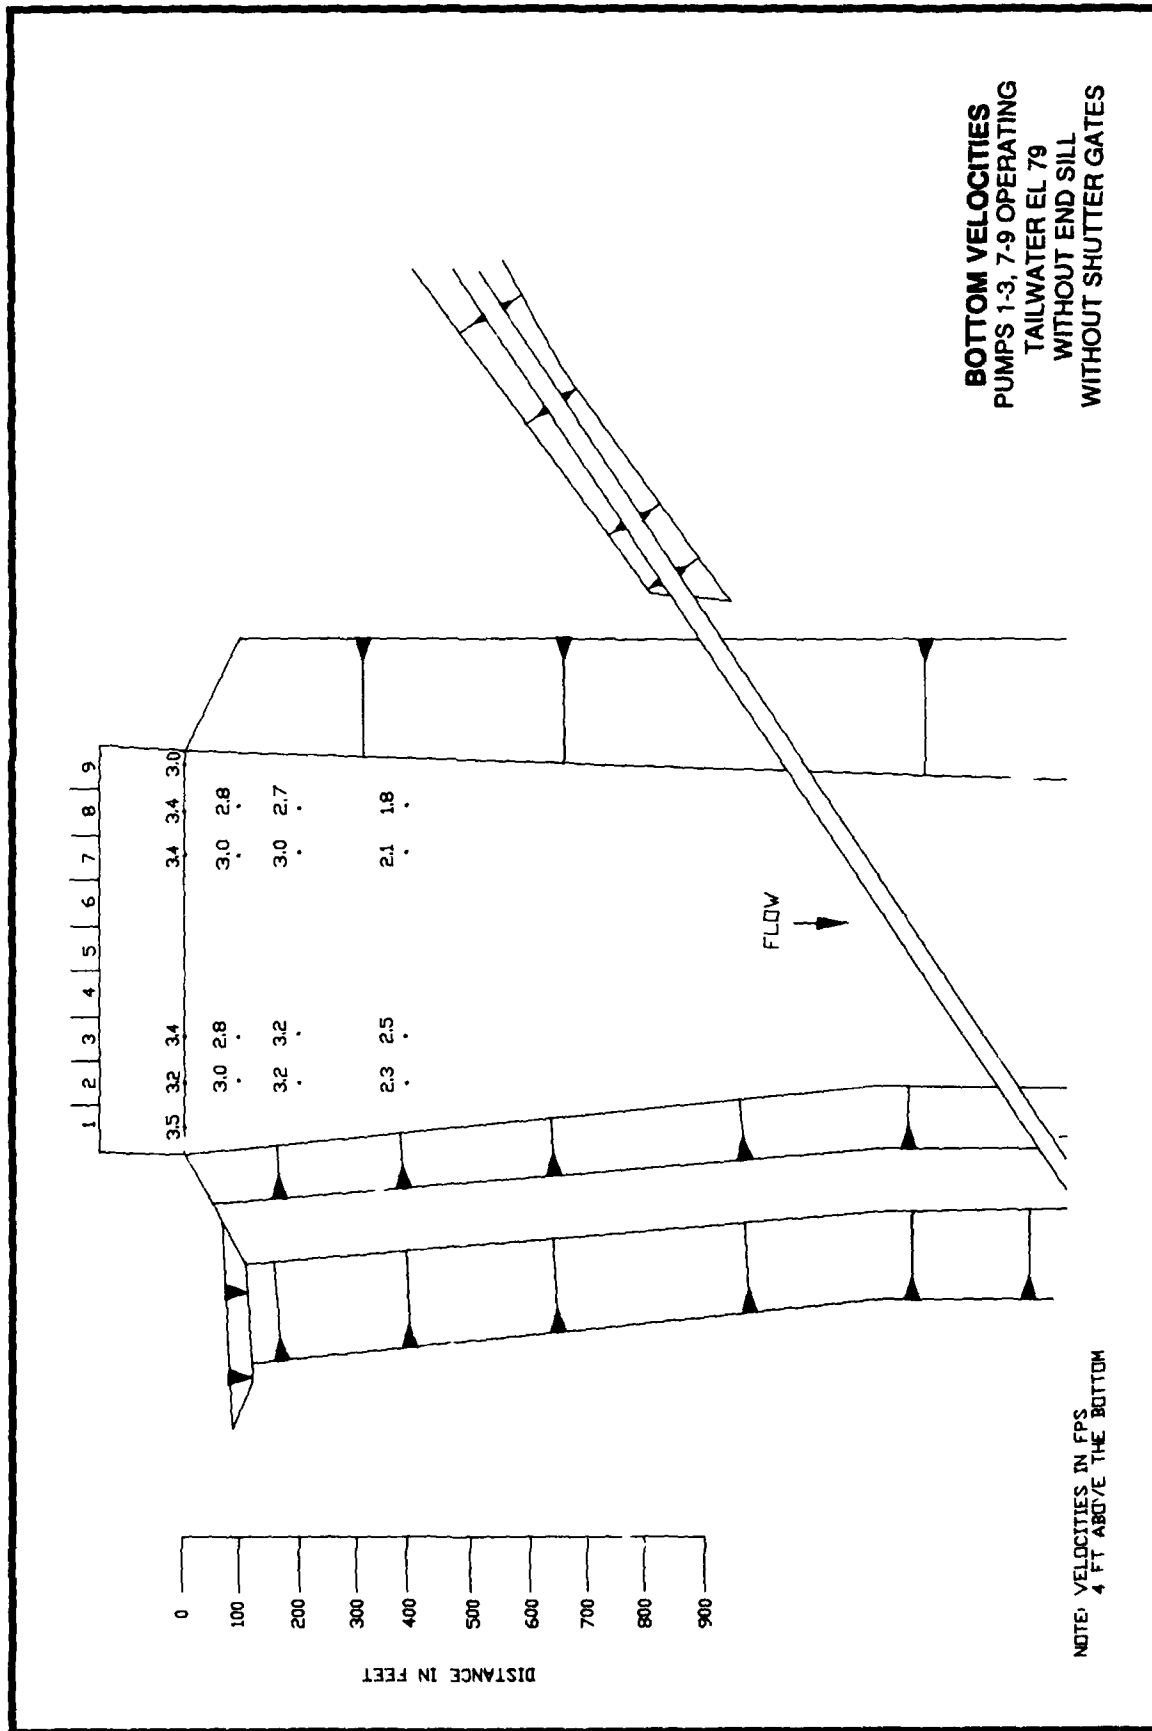 BOTTOM VELOCITIES
PUMPS 1-3, 7-9 OPERATING
TAILWATER EL 79
WITHOUT END SILL
WITHOUT SHUTTER GATES
1 2 3 4 5 6 7 8 9
3.5 3.2 3.4 3.4 3.4 3.0
3.0 2.8 3.0 2.8
3.2 3.2 3.0 2.7
2.3 2.5 2.1 1.8
FLOW
0
100
200
300
400
500
600
700
800
900
DISTANCE IN FEET
NOTE: VELOCITIES IN FPS
4 FT ABOVE THE BOTTOM